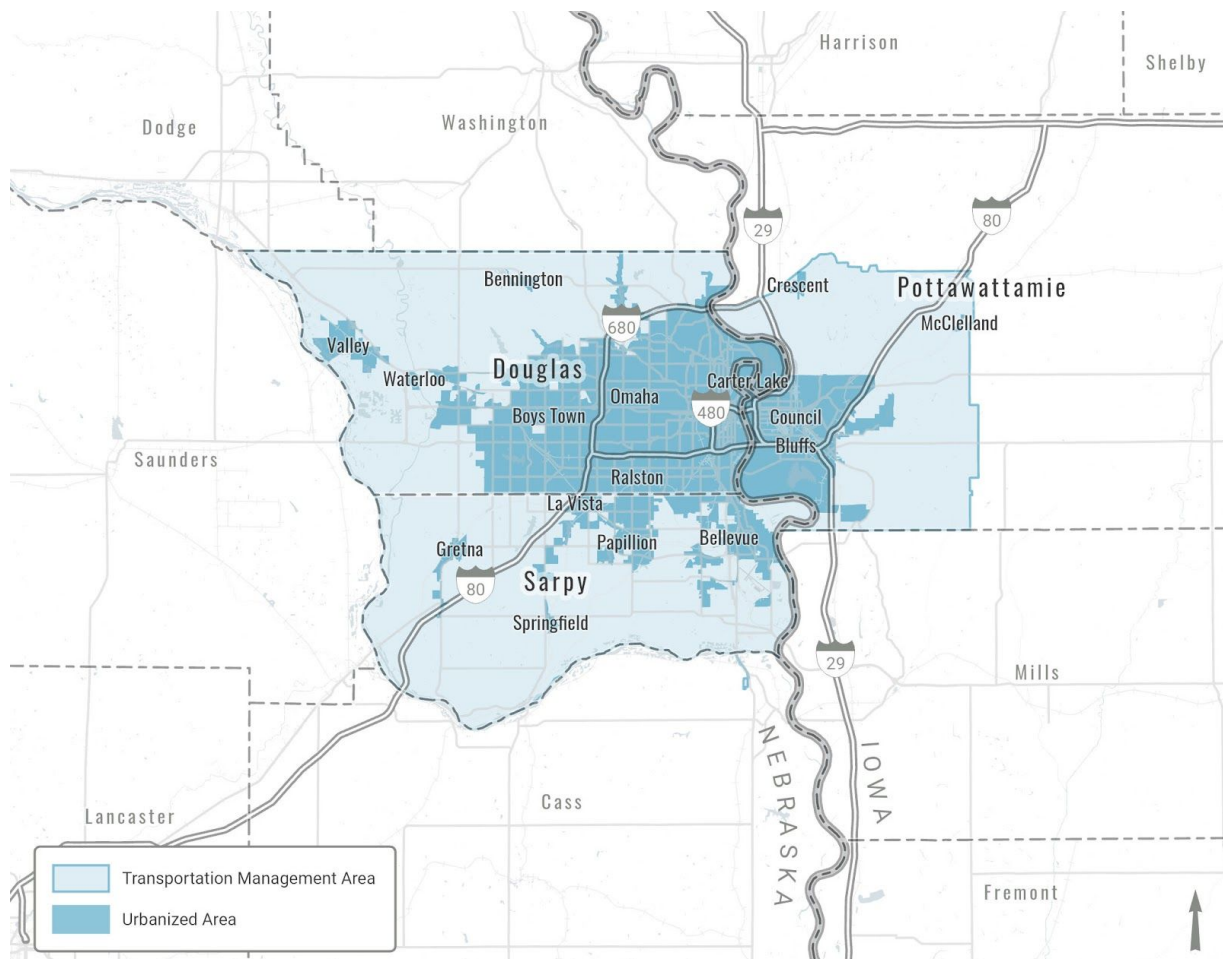 Harrison
Shelby
Dodge
Washington
29
80
Bennington
Crescent
Pottawattamie
McClelland
680
Valley
Waterloo
Douglas
Omaha
Carter Lake
Boys Town
480
Council
Bluffs
Saunders
Ralston
La Vista
Gretna
Papillion
Bellevue
80
Sarpy
Springfield
29
Mills
NEBRASKA
IOWA
Lancaster
Cass
Fremont
Transportation Management Area
Urbanized Area